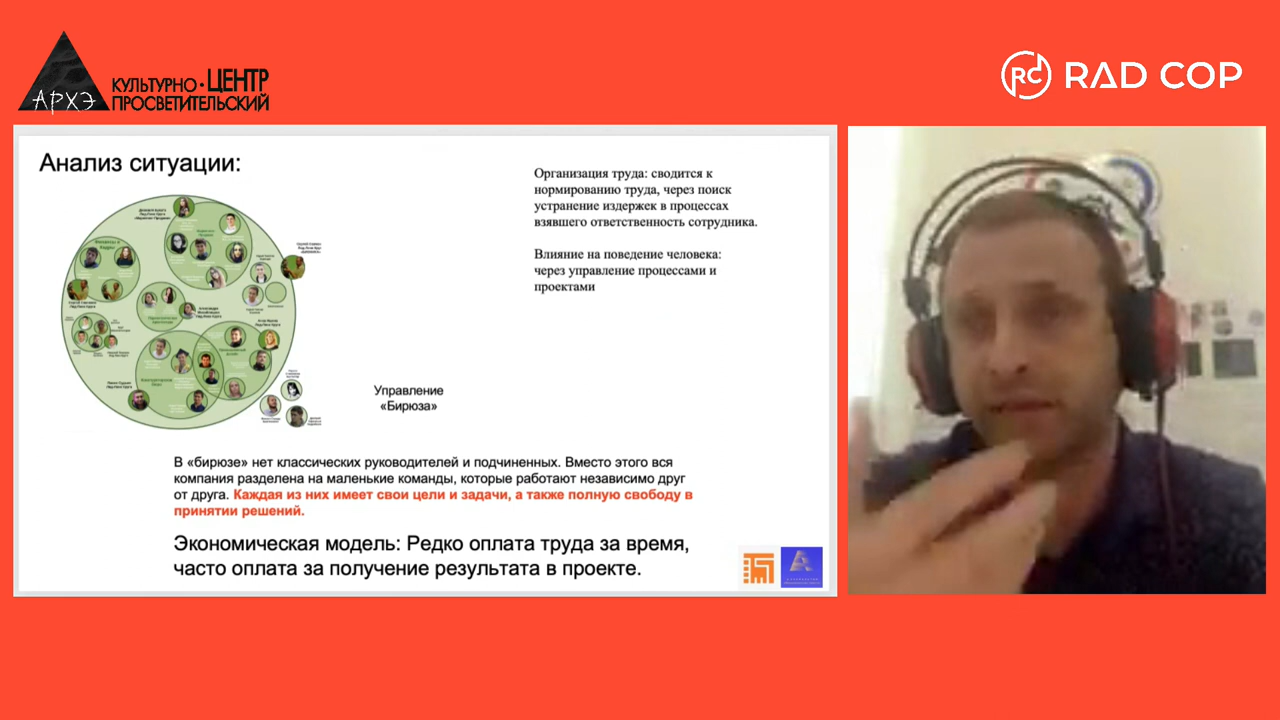 АРХЭ
КУЛЬТУРНО-ЦЕНТР
ПРОСВЕТИТЕЛЬСКИЙ
RC RAD COP
Анализ ситуации:
Организация труда: сводится к
нормированию труда, через поиск
устранение издержек в процессах
взявшего ответственность сотрудника.
Влияние на поведение человека:
через управление процессами и
проектами
Управление
«Бирюза»
В «бирюзе» нет классических руководителей и подчиненных. Вместо этого вся
компания разделена на маленькие команды, которые работают независимо друг
от друга. Каждая из них имеет свои цели и задачи, а также полную свободу в
принятии решений.
Экономическая модель: Редко оплата труда за время,
часто оплата за получение результата в проекте.